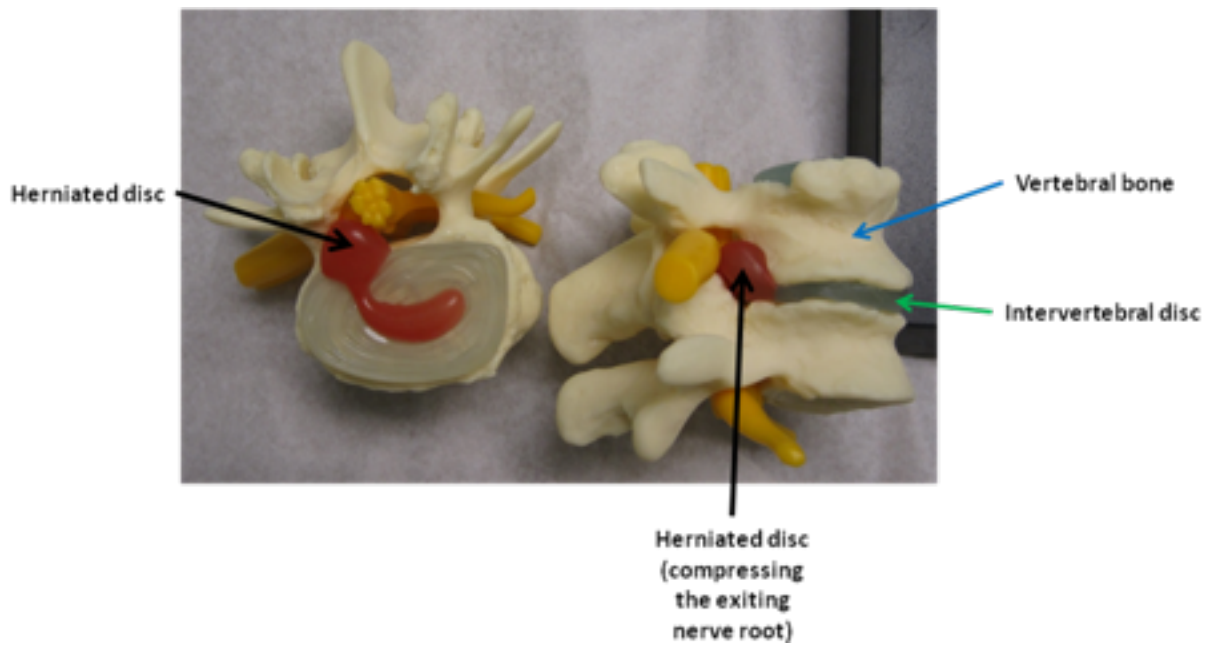 Herniated disc
Vertebral bone
Intervertebral disc
Herniated disc
(compressing
the exiting
nerve root)